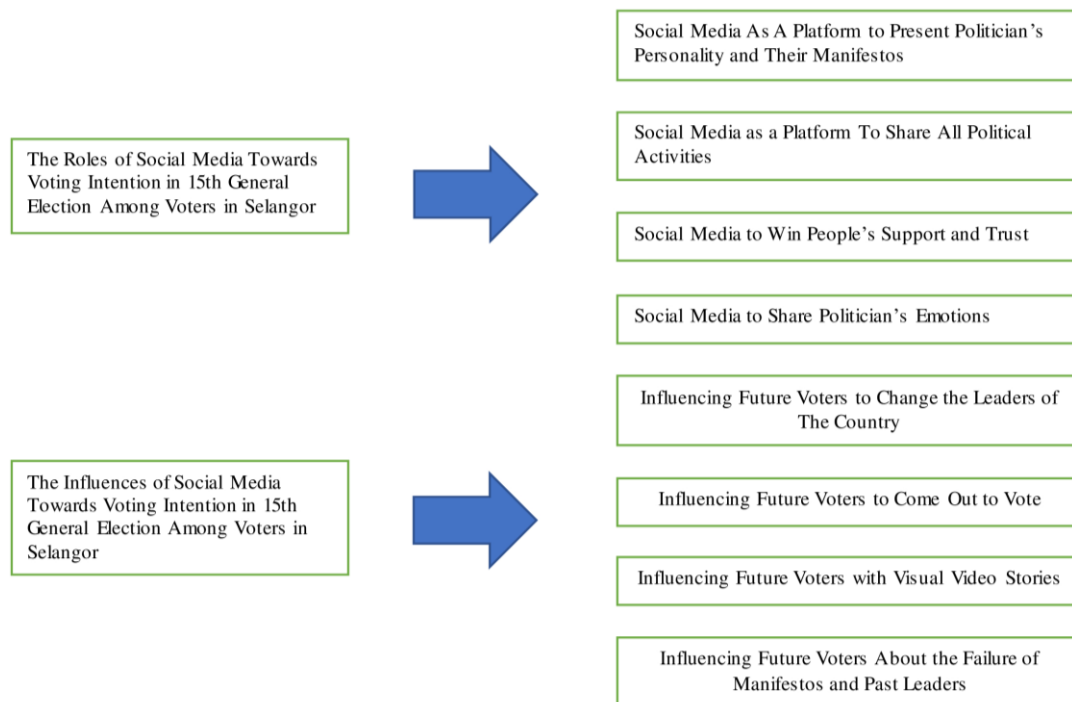 The Roles of Social Media Towards
Voting Intention in 15th General
Election Among Voters in Selangor
Social Media As A Platform to Present Politician’s
Personality and Their Manifestos
Social Media as a Platform To Share All Political
Activities
Social Media to Win People’s Support and Trust
Social Media to Share Politician’s Emotions
The Influences of Social Media
Towards Voting Intention in 15th
General Election Among Voters in
Selangor
Influencing Future Voters to Change the Leaders of
The Country
Influencing Future Voters to Come Out to Vote
Influencing Future Voters with Visual Video Stories
Influencing Future Voters About the Failure of
Manifestos and Past Leaders